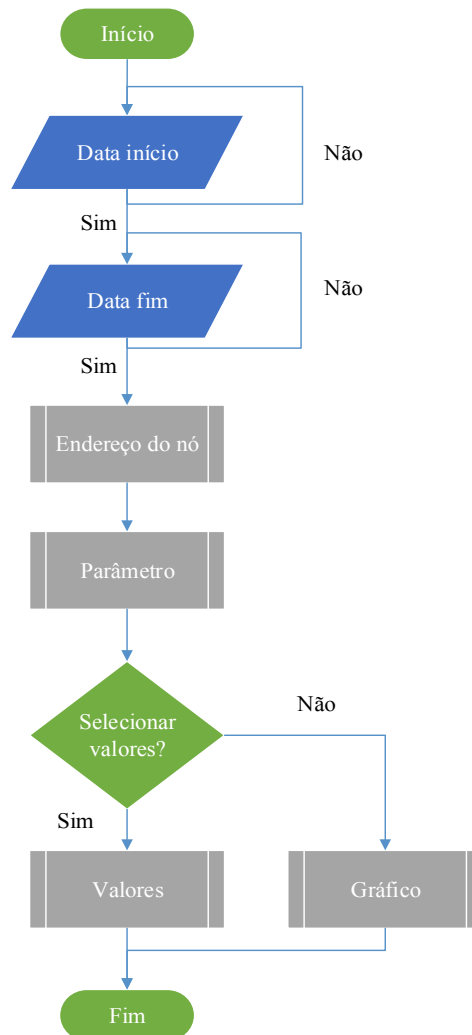 Início
Data início
Não
Sim
Data fim
Não
Sim
Endereço do nó
Parâmetro
Selecionar
valores?
Não
Sim
Valores
Gráfico
Fim